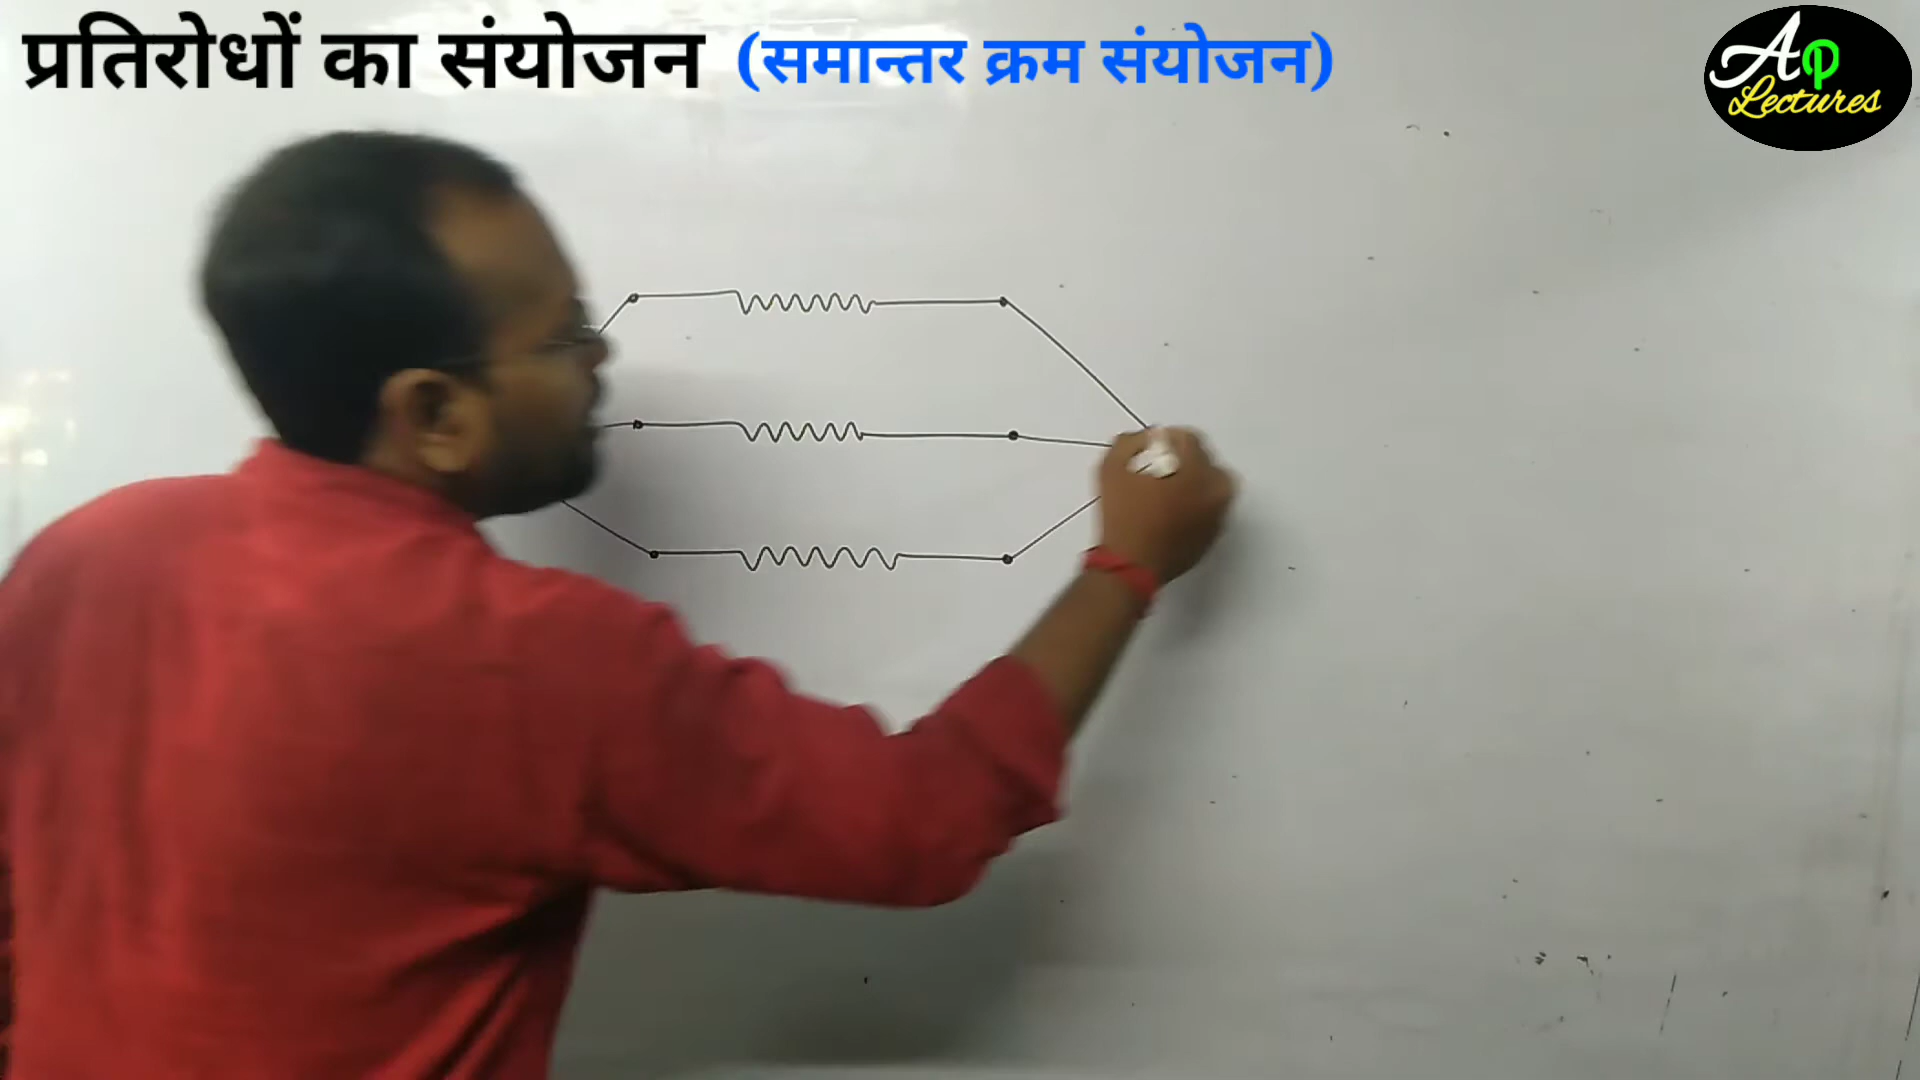 प्रतिरोधों का संयोजन (समान्तर क्रम संयोजन)
AP
Lectures